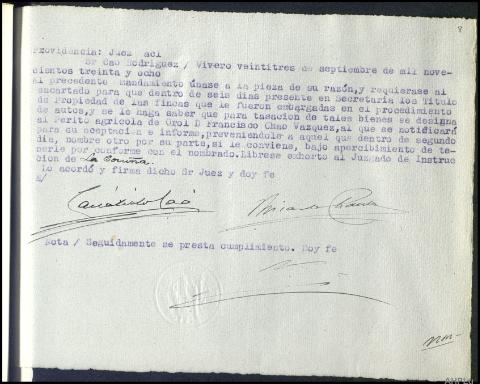 8
Providencia: Juez acl
Sr Cao Rodriguez / Vivero veintitres de septiembre de mil nove-
cientos treinta y ocho
al precedente mandamiento únase a la pieza de su razón,y requierase al
encartado para que dentro de seis dias presente en Secretaria los Titulo
de Propiedad de las fincas que le fueron embargadas en el procedimiento
de autos,y se le haga saber que para tasacion de tales bienes se designa
al Perito agricola de Orol D Francisco Chao Vazquez,al que se notificará
para su aceptacion e informe,previniendole a aquel que dentro de segundo
dia, nombre otro por su parte,si le conviene, bajo apercibimiento de te-
nerle por conforme con el nombrado.Librese exhorto al Juzgado de Instruc
cion de La Coruña.
lo acordó y firma dicho Sr Juez y doy fe
Nota / Seguidamente se presta cumplimiento. Doy fe